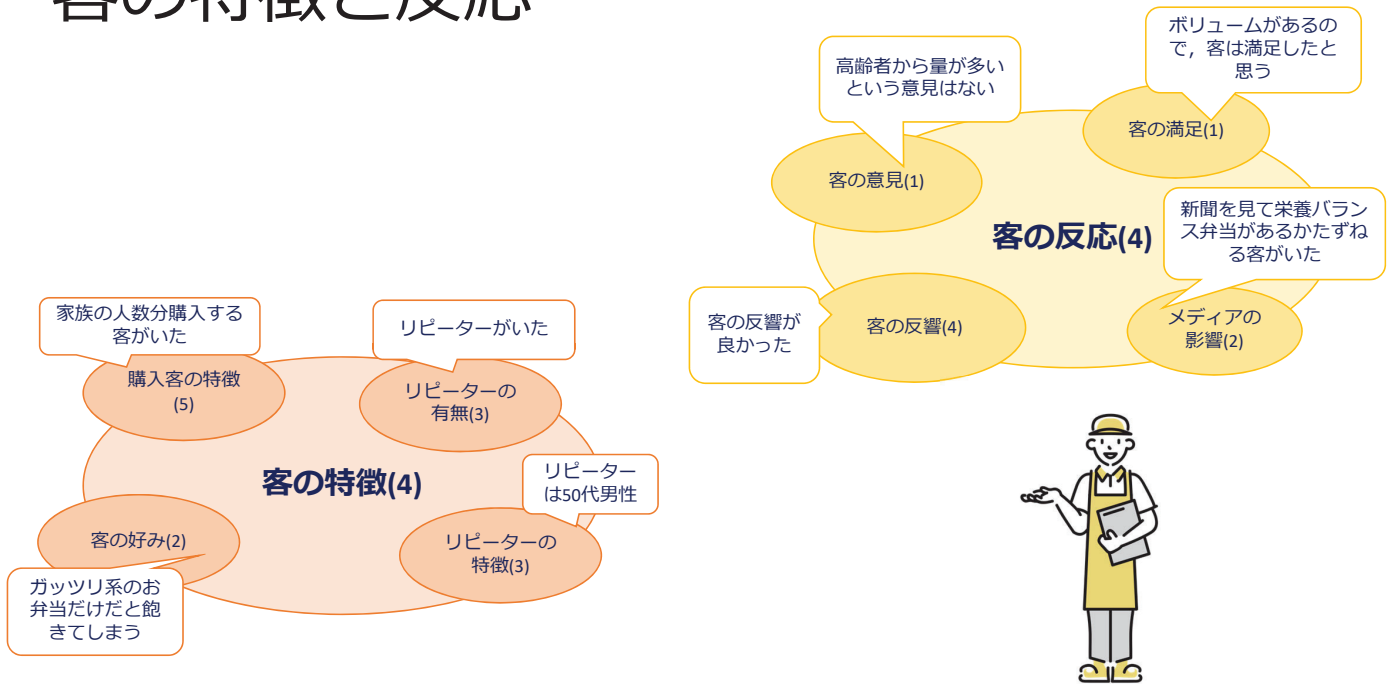 客の特徴と反応
ボリュームがあるの
で，客は満足したと
思う
高齢者から量が多い
という意見はない
客の満足(1)
客の意見(1)
新聞を見て栄養バラン
ス弁当があるかたずね
る客がいた
客の反応(4)
客の反響が
良かった
客の反響(4)
メディアの
影響(2)
家族の人数分購入する
客がいた
リピーターがいた
購入客の特徴
(5)
リピーターの
有無(3)
客の特徴(4)
リピーター
は50代男性
客の好み(2)
リピーターの
特徴(3)
ガッツリ系のお
弁当だけだと飽
きてしまう